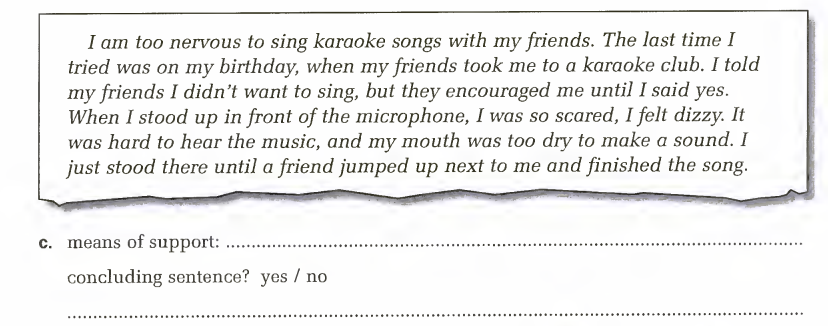 I am too nervous to sing karaoke songs with my friends. The last time I
tried was on my birthday, when my friends took me to a karaoke club. I told
my friends I didn't want to sing, but they encouraged me until I said yes.
When I stood up in front of the microphone, I was so scared, I felt dizzy. It
was hard to hear the music, and my mouth was too dry to make a sound. I
just stood there until a friend jumped up next to me and finished the song.
c. means of support: ........................................................................
concluding sentence? yes / no
........................................................................